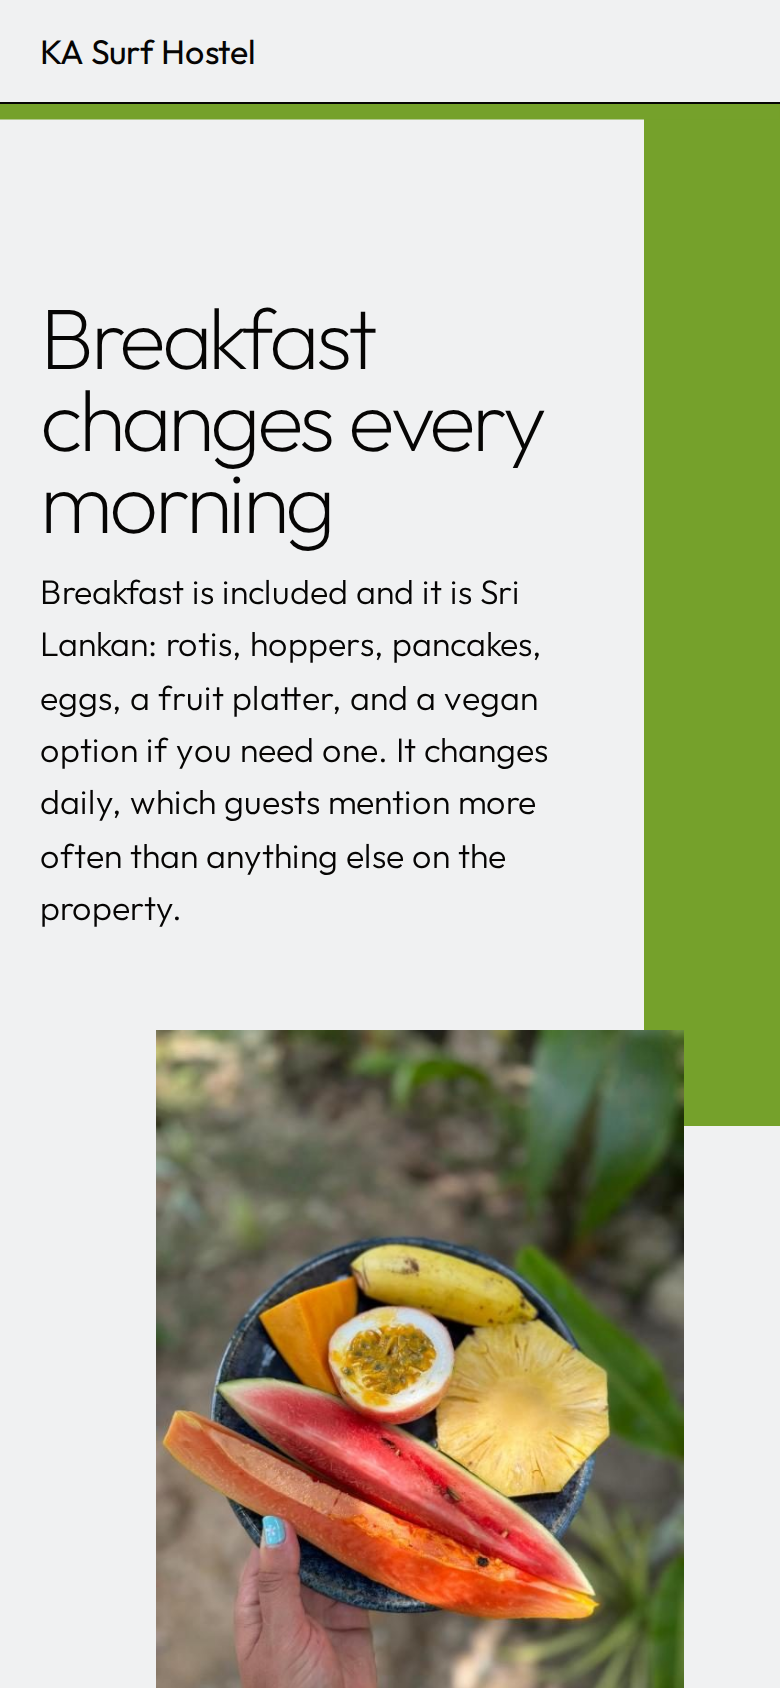 KA Surf Hostel
Breakfast
changes every
morning
Breakfast is included and it is Sri
Lankan: rotis, hoppers, pancakes,
eggs, a fruit platter, and a vegan
option if you need one. It changes
daily, which guests mention more
often than anything else on the
property.